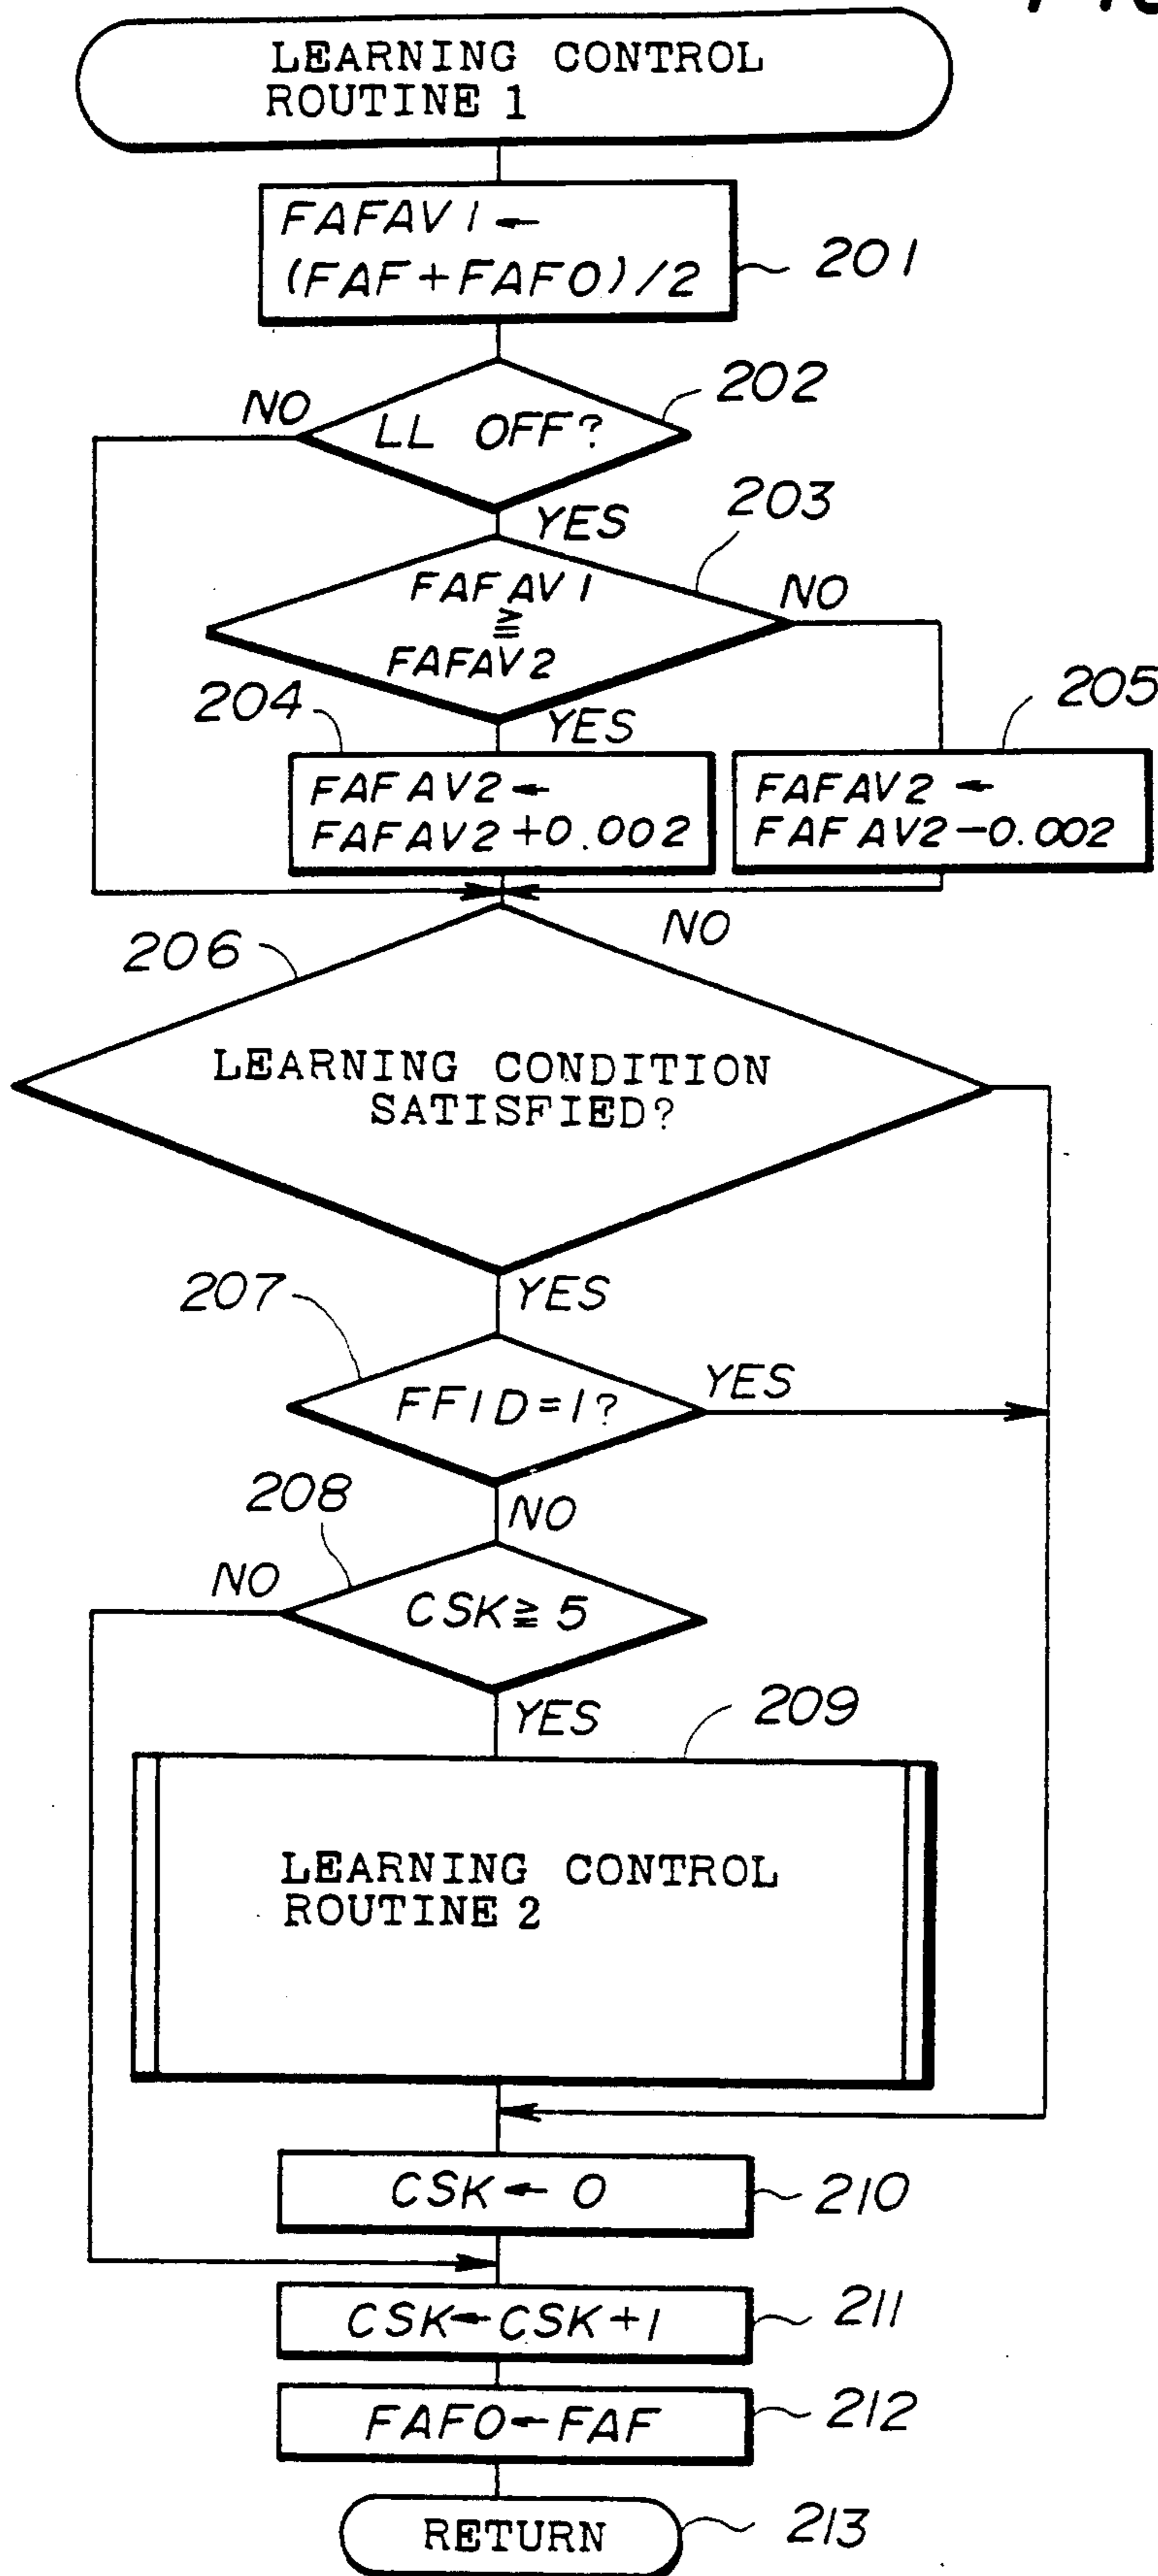 LEARNING CONTROL
ROUTINE 1
FAFAV1←
(FAF+FAFO)/2
201
202
NO
LL OFF?
YES
203
FAFAV1
≧
FAFAV2
NO
204
YES
205
FAFAV2←
FAFAV2+0.002
FAFAV2←
FAFAV2-0.002
NO
206
LEARNING CONDITION
SATISFIED?
207
YES
FFID=1?
YES
208
NO
NO
CSK≧5
YES
209
LEARNING CONTROL
ROUTINE 2
CSK←0
210
CSK←CSK+1
211
FAFO←FAF
212
RETURN
213